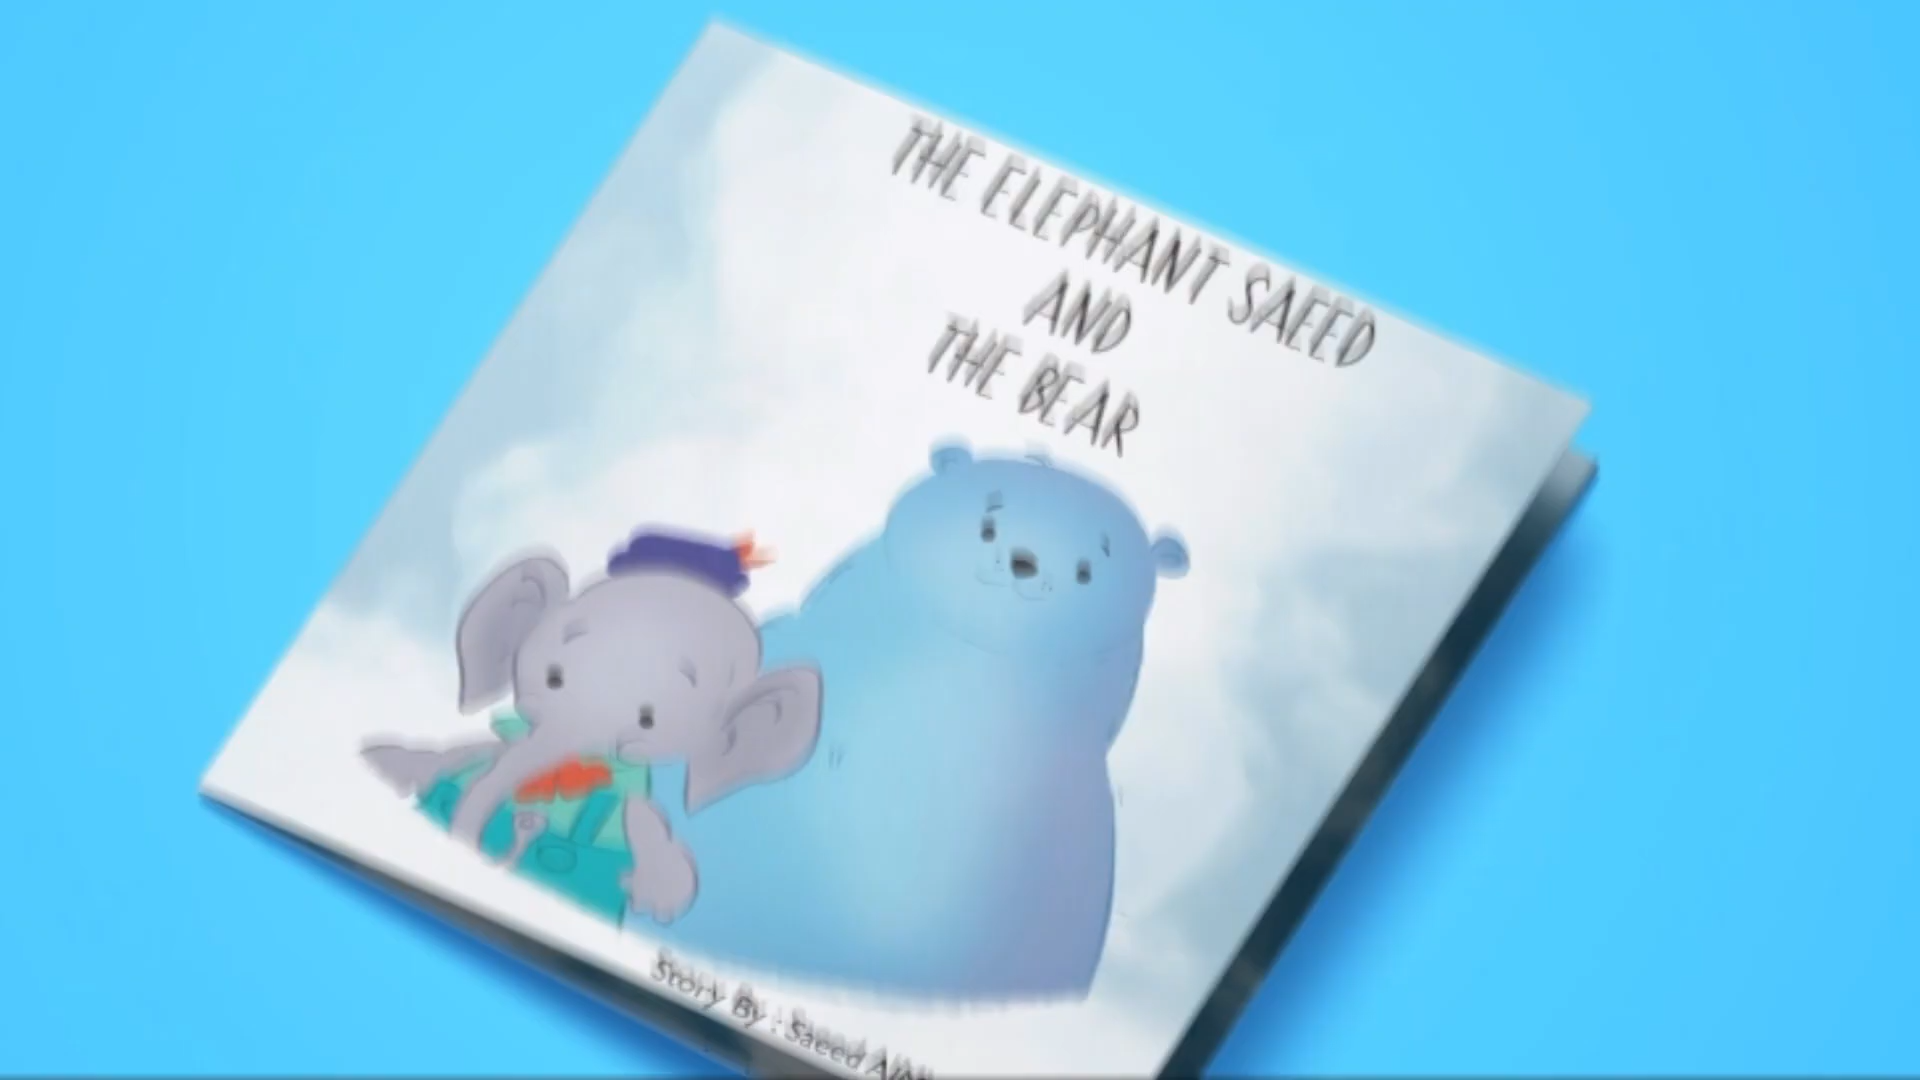 THE ELEPHANT SAEED
AND
THE BEAR
Story By : Saeed